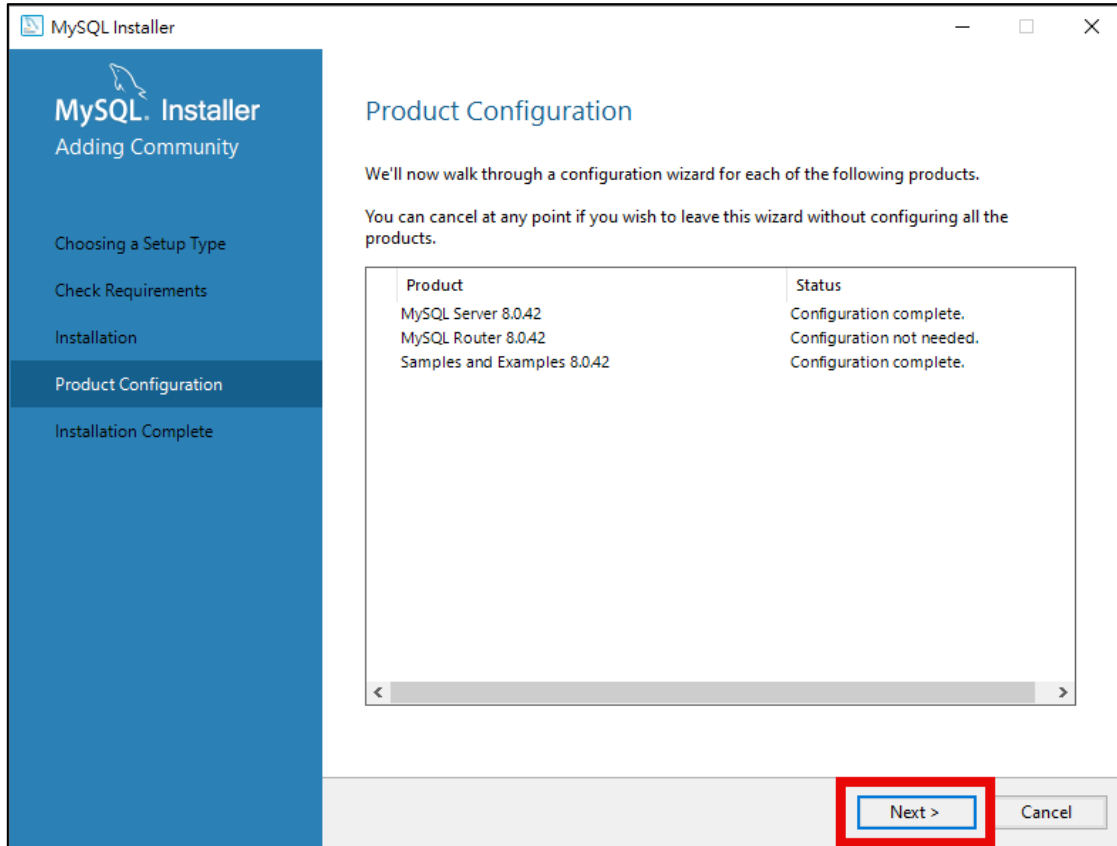 MySQL Installer
MySQL. Installer
Adding Community
Choosing a Setup Type
Check Requirements
Installation
Product Configuration
Installation Complete
Product Configuration
We'll now walk through a configuration wizard for each of the following products.
You can cancel at any point if you wish to leave this wizard without configuring all the
products.
Product Status
MySQL Server 8.0.42 Configuration complete.
MySQL Router 8.0.42 Configuration not needed.
Samples and Examples 8.0.42 Configuration complete.
Next > Cancel